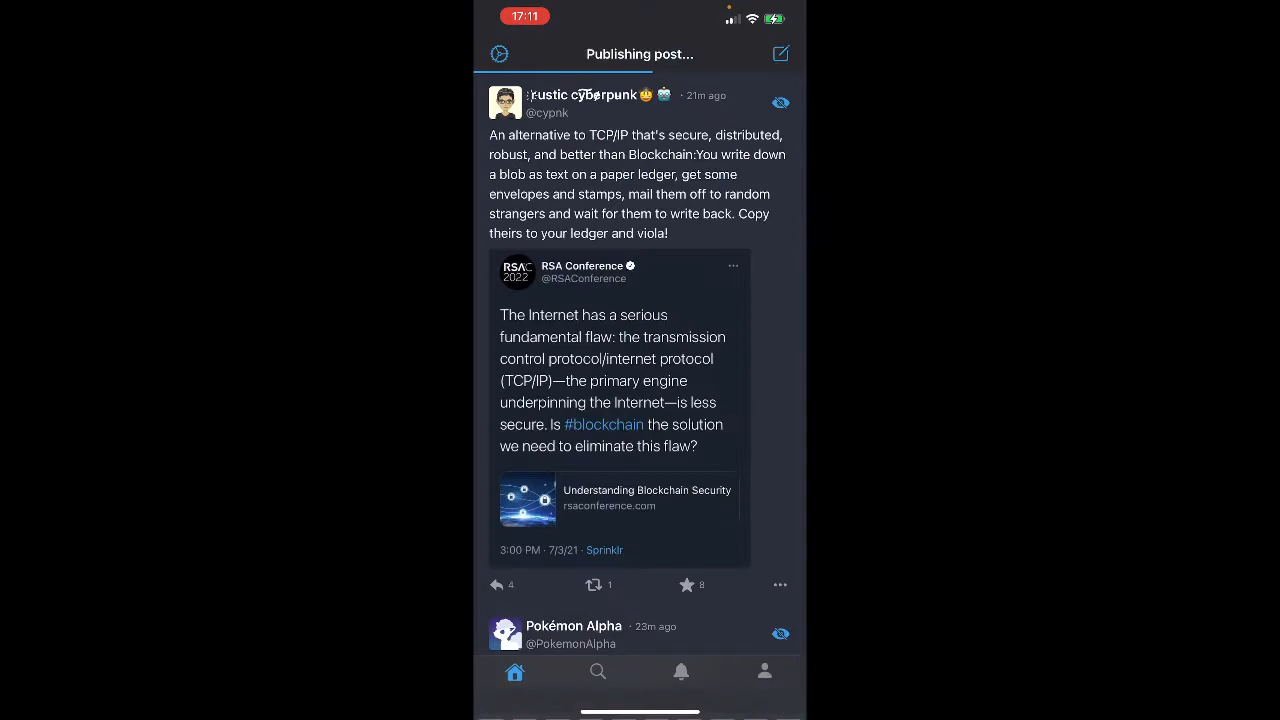 17:11
Publishing post...
rustic cyberpunk🤠🤖 · 21m ago
@cypnk
An alternative to TCP/IP that's secure, distributed,
robust, and better than Blockchain:You write down
a blob as text on a paper ledger, get some
envelopes and stamps, mail them off to random
strangers and wait for them to write back. Copy
theirs to your ledger and viola!
RSAC 2022
RSA Conference
@RSAConference
The Internet has a serious
fundamental flaw: the transmission
control protocol/internet protocol
(TCP/IP)—the primary engine
underpinning the Internet—is less
secure. Is #blockchain the solution
we need to eliminate this flaw?
Understanding Blockchain Security
rsaconference.com
3:00 PM · 7/3/21 · Sprinklr
4 1 8
Pokémon Alpha · 23m ago
@PokemonAlpha